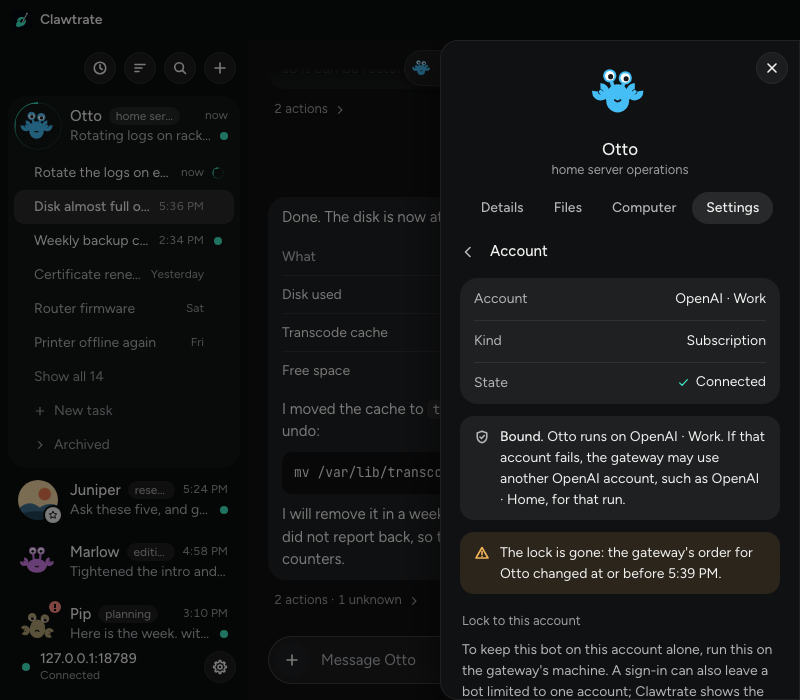 Clawtrate
Otto
home ser...
now
Rotating logs on rack...
Rotate the logs on e...
now
Disk almost full o...
5:36 PM
Weekly backup c...
2:34 PM
Certificate rene...
Yesterday
Router firmware
Sat
Printer offline again
Fri
Show all 14
New task
Archived
Juniper
rese...
5:24 PM
Ask these five, and g...
Marlow
editi...
4:58 PM
Tightened the intro and...
Pip
planning
3:10 PM
Here is the week. wit...
127.0.0.1:18789
Connected
2 actions
Done. The disk is now at
What
Disk used
Transcode cache
Free space
I moved the cache to
undo:
mv /var/lib/transco
I will remove it in a week
did not report back, so t
counters.
2 actions · 1 unknown
Message Otto
Otto
home server operations
Details
Files
Computer
Settings
Account
Account
OpenAI · Work
Kind
Subscription
State
Connected
Bound. Otto runs on OpenAI · Work. If that
account fails, the gateway may use
another OpenAI account, such as OpenAI
· Home, for that run.
The lock is gone: the gateway's order for
Otto changed at or before 5:39 PM.
Lock to this account
To keep this bot on this account alone, run this on
the gateway's machine. A sign-in can also leave a
bot limited to one account; Clawtrate shows the